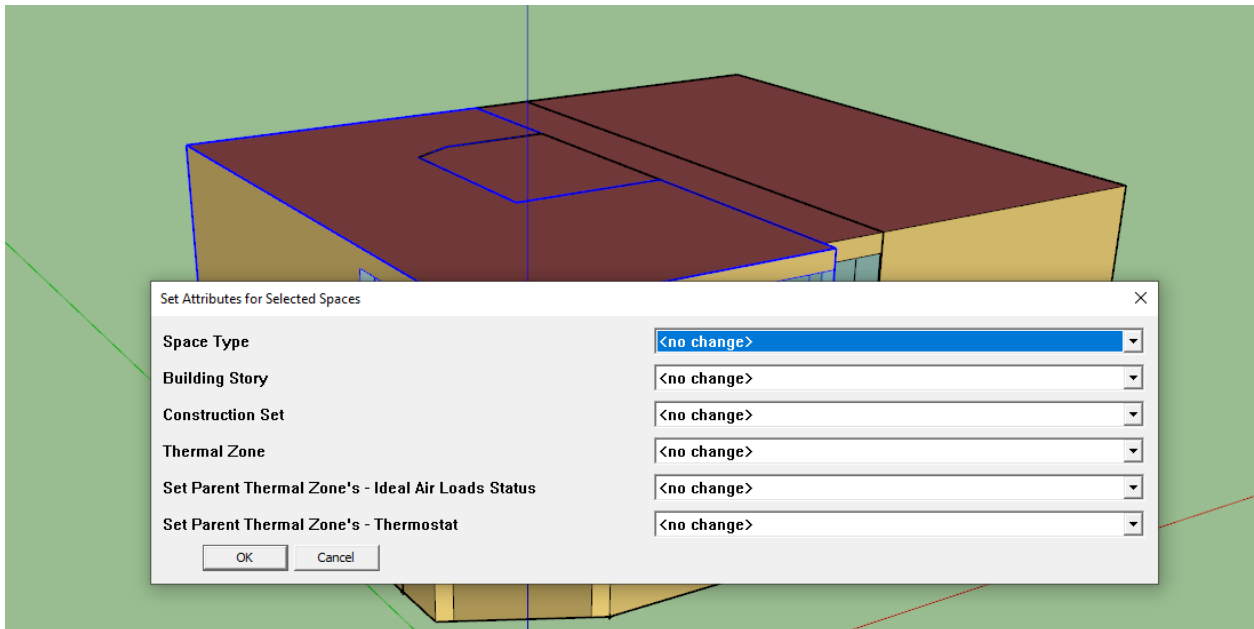 Set Attributes for Selected Spaces
Space Type <no change>
Building Story <no change>
Construction Set <no change>
Thermal Zone <no change>
Set Parent Thermal Zone's - Ideal Air Loads Status <no change>
Set Parent Thermal Zone's - Thermostat <no change>
OK Cancel